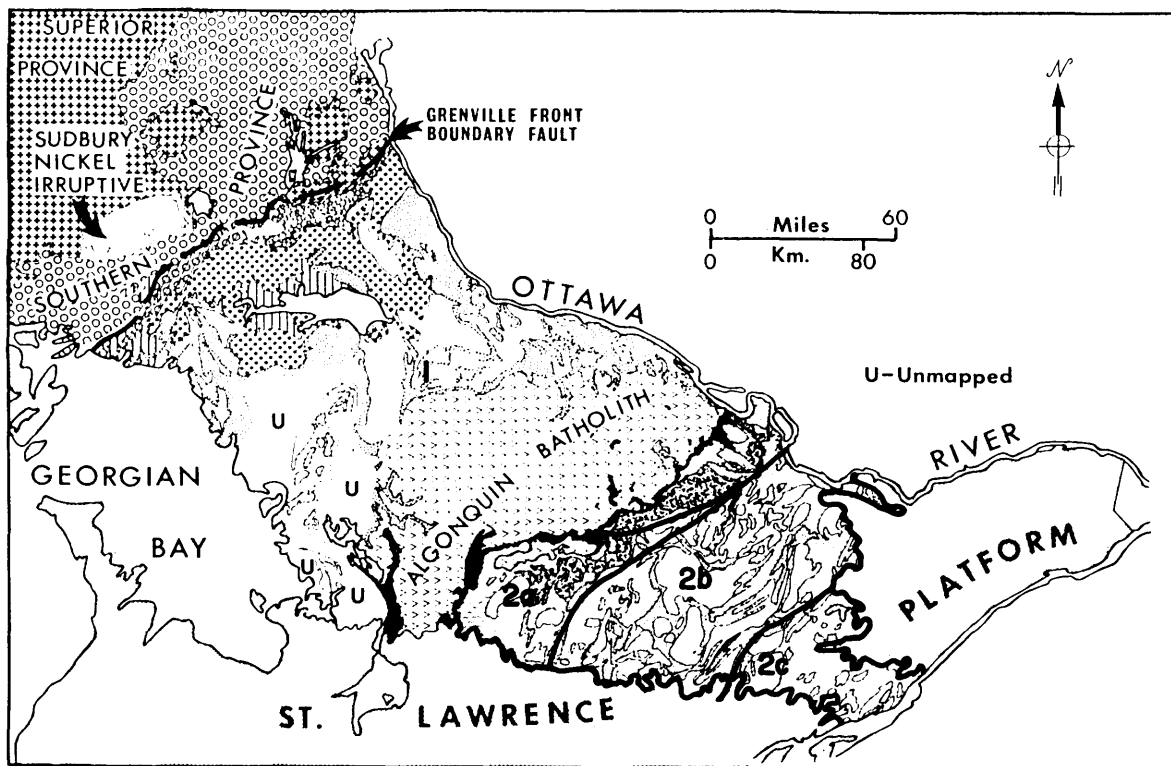 SUPERIOR
PROVINCE
SUDBURY
NICKEL
IRRUPTIVE
SOUTHERN PROVINCE
GRENVILLE FRONT
BOUNDARY FAULT
N
0 Miles 60
0 Km. 80
OTTAWA RIVER
U-Unmapped
1
ALGONQUIN BATHOLITH
U
U
U
U
GEORGIAN
BAY
2a
2b
2c
ST. LAWRENCE PLATFORM